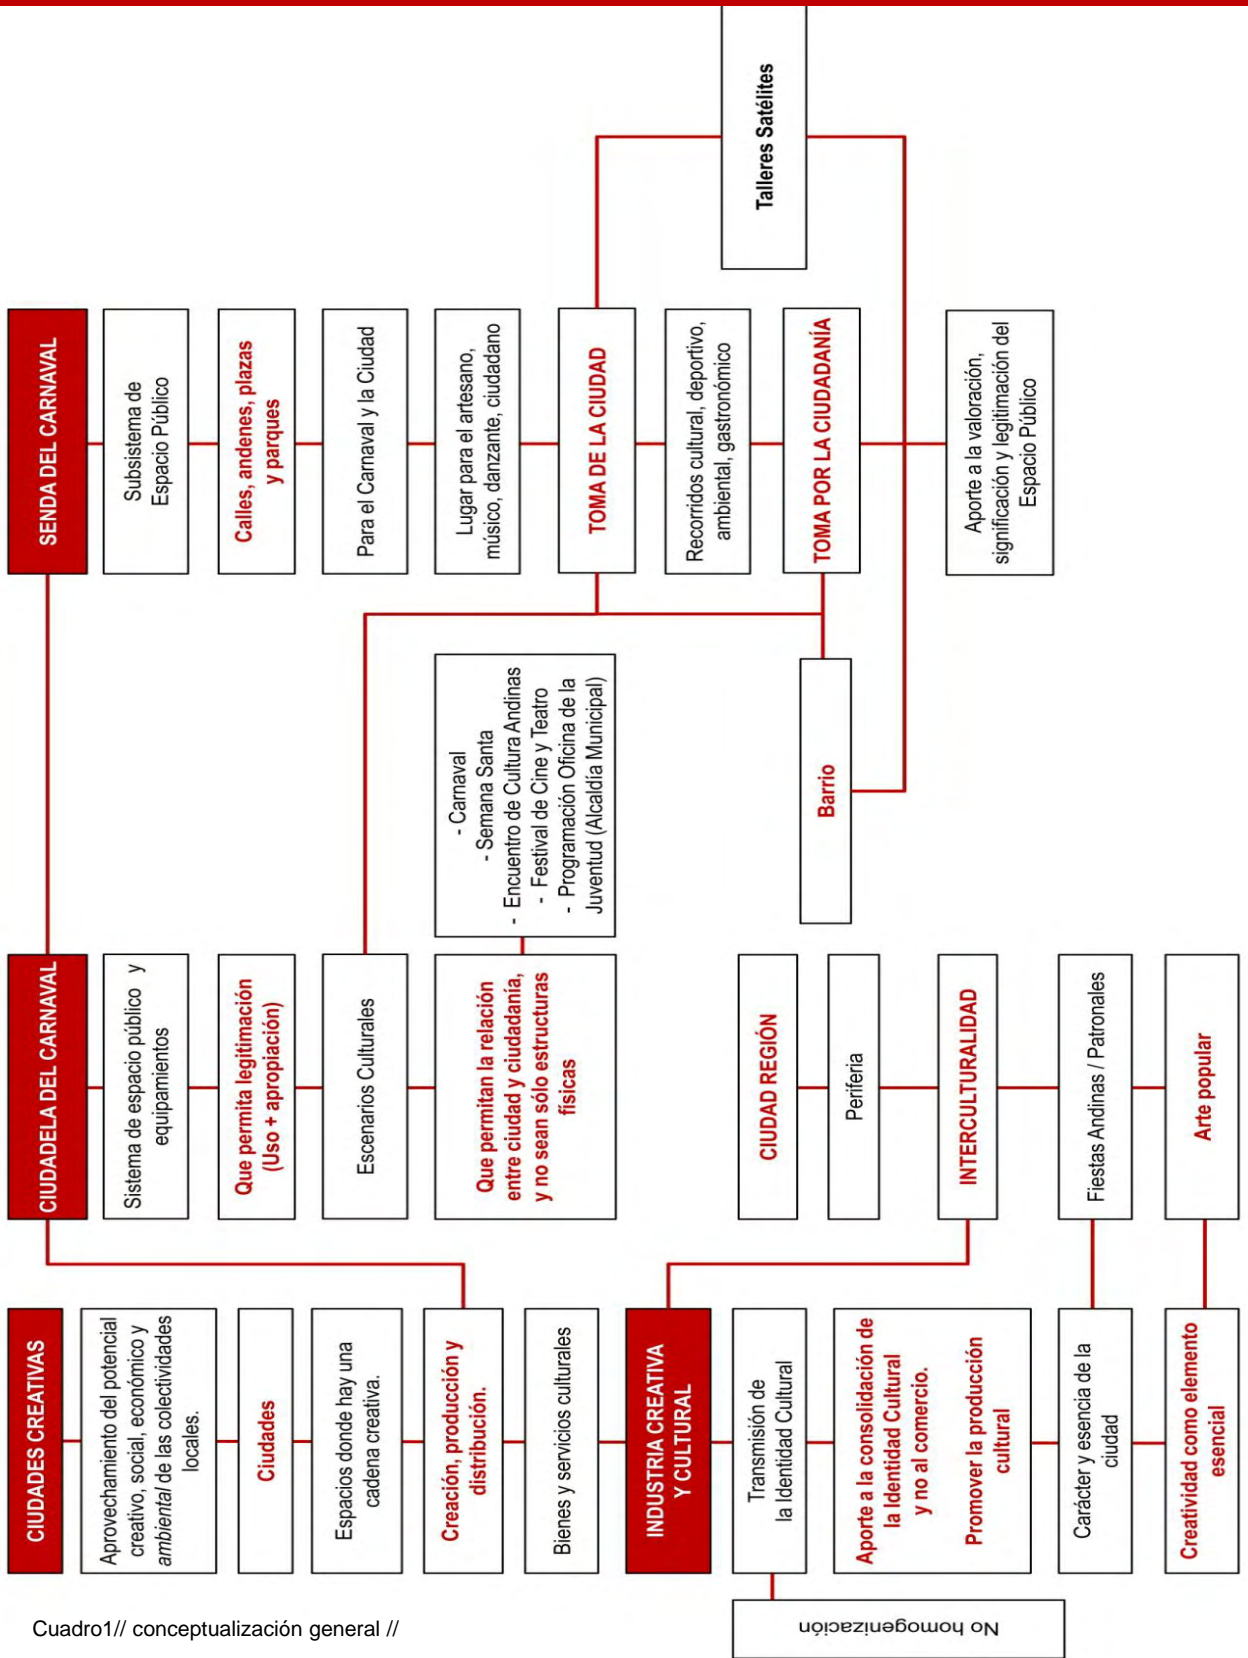 CIUDADES CREATIVAS
Aprovechamiento del potencial
creativo, social, económico y
ambiental de las colectividades
locales.
Ciudades
Espacios donde hay una
cadena creativa.
Creación, producción y
distribución.
Bienes y servicios culturales
INDUSTRIA CREATIVA
Y CULTURAL
Transmisión de
la Identidad Cultural
No homogenización
Aporte a la consolidación de
la Identidad Cultural
y no al comercio.
Promover la producción
cultural
Carácter y esencia de la
ciudad
Creatividad como elemento
esencial
CIUDADELA DEL CARNAVAL
Sistema de espacio público y
equipamientos
Que permita legitimación
(Uso + apropiación)
Escenarios Culturales
Que permitan la relación
entre ciudad y ciudadanía,
y no sean sólo estructuras
físicas
- Carnaval
- Semana Santa
- Encuentro de Cultura Andinas
- Festival de Cine y Teatro
- Programación Oficina de la
Juventud (Alcaldía Municipal)
CIUDAD REGIÓN
Periferia
INTERCULTURALIDAD
Fiestas Andinas / Patronales
Arte popular
SENDA DEL CARNAVAL
Subsistema de
Espacio Público
Calles, andenes, plazas
y parques
Para el Carnaval y la Ciudad
Lugar para el artesano,
músico, danzante, ciudadano
TOMA DE LA CIUDAD
Recorridos cultural, deportivo,
ambiental, gastronómico
TOMA POR LA CIUDADANÍA
Aporte a la valoración,
significación y legitimación del
Espacio Público
Barrio
Talleres Satélites
Cuadro1// conceptualización general //